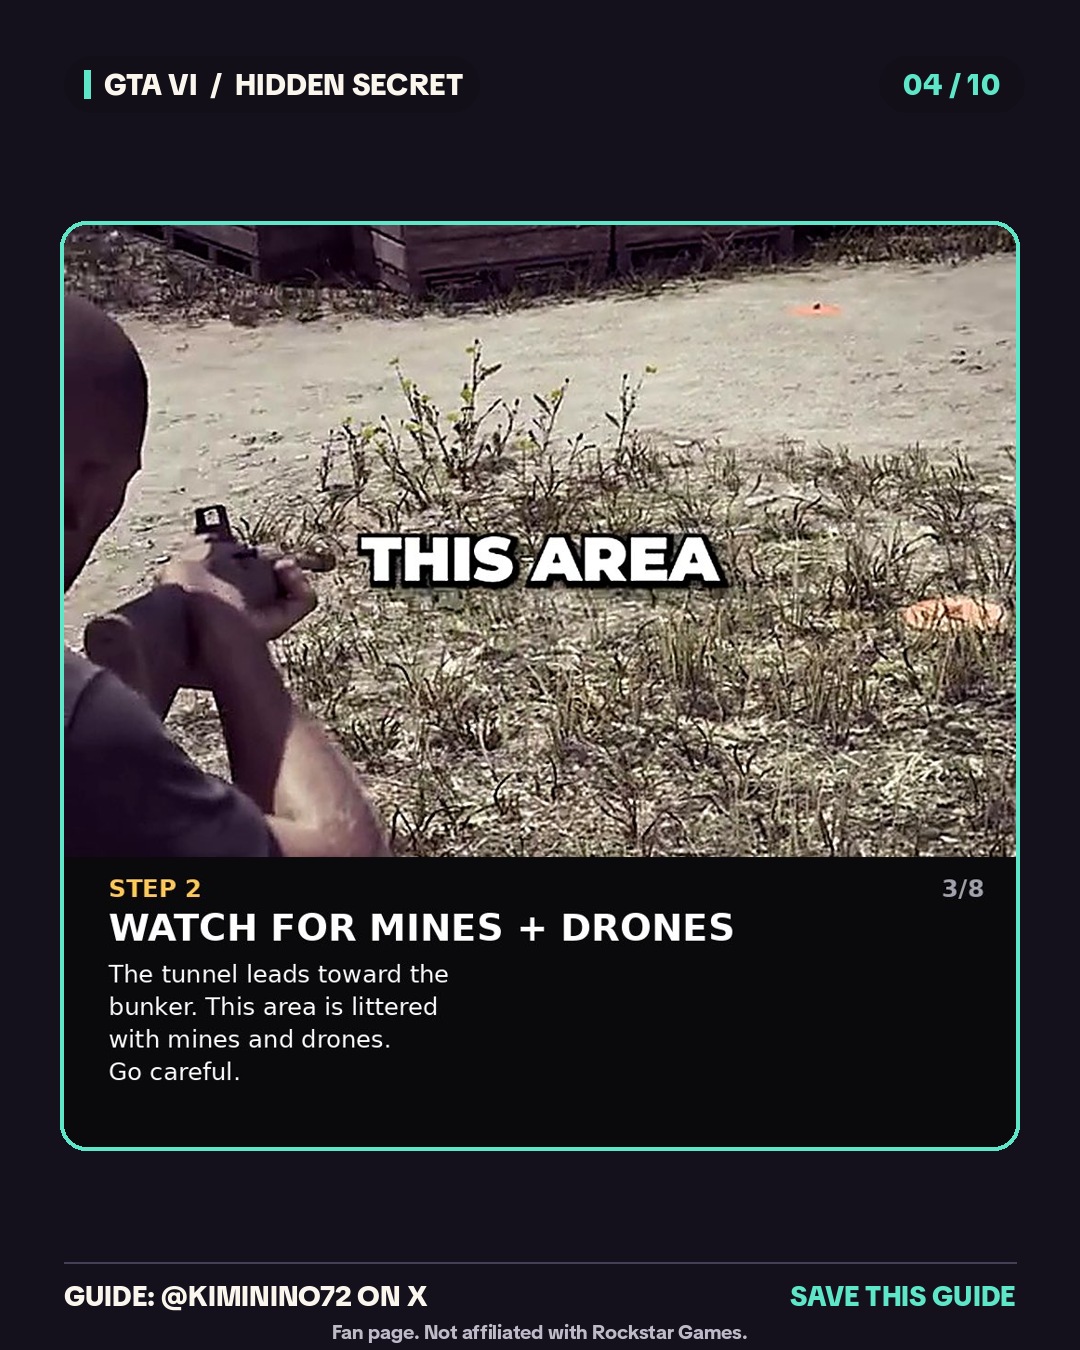 GTA VI / HIDDEN SECRET
04 / 10
THIS AREA
STEP 2
3/8
WATCH FOR MINES + DRONES
The tunnel leads toward the
bunker. This area is littered
with mines and drones.
Go careful.
GUIDE: @KIMININO72 ON X
SAVE THIS GUIDE
Fan page. Not affiliated with Rockstar Games.